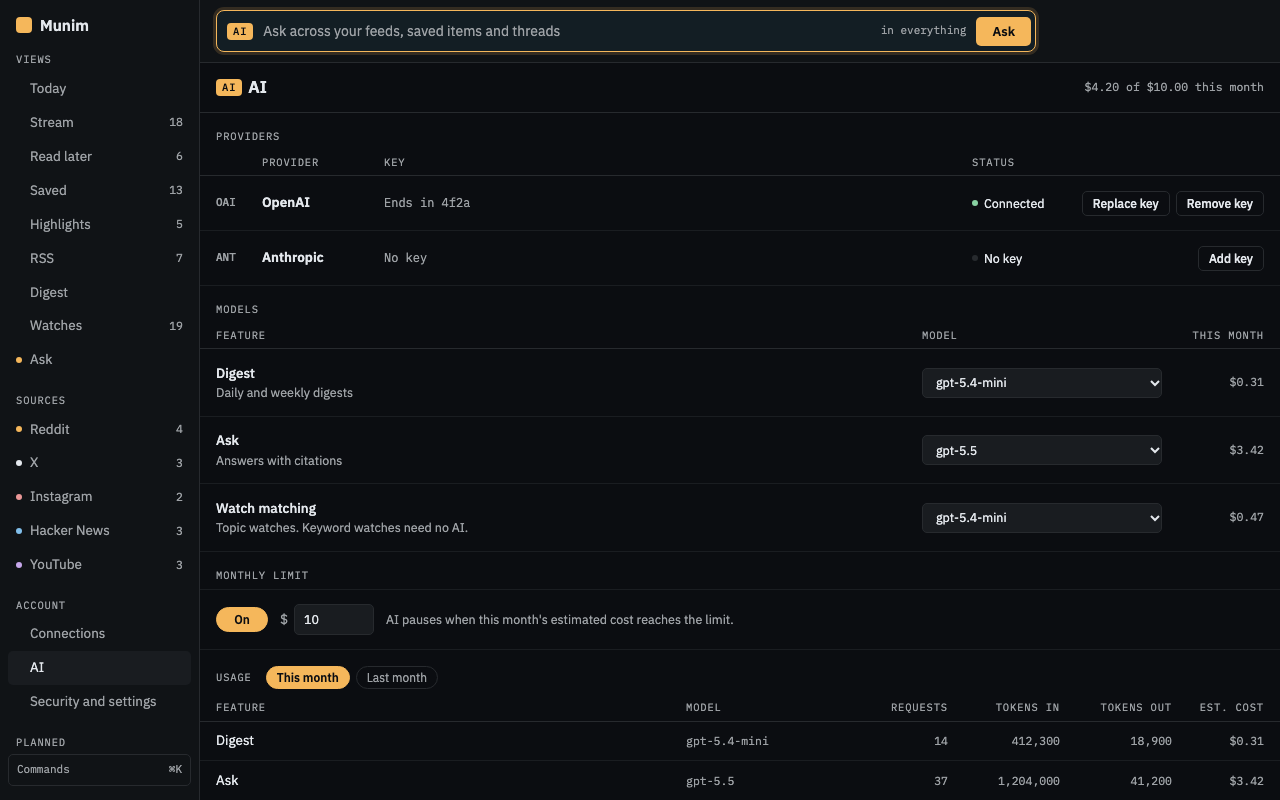 Munim
VIEWS
Today
Stream 18
Read later 6
Saved 13
Highlights 5
RSS 7
Digest
Watches 19
Ask
SOURCES
Reddit 4
X 3
Instagram 2
Hacker News 3
YouTube 3
ACCOUNT
Connections
AI
Security and settings
PLANNED
Commands ⌘K
AI Ask across your feeds, saved items and threads in everything Ask
AI AI $4.20 of $10.00 this month
PROVIDERS
PROVIDER KEY STATUS
OAI OpenAI Ends in 4f2a Connected Replace key Remove key
ANT Anthropic No key No key Add key
MODELS
FEATURE MODEL THIS MONTH
Digest
Daily and weekly digests
gpt-5.4-mini $0.31
Ask
Answers with citations
gpt-5.5 $3.42
Watch matching
Topic watches. Keyword watches need no AI.
gpt-5.4-mini $0.47
MONTHLY LIMIT
On $ 10 AI pauses when this month's estimated cost reaches the limit.
USAGE This month Last month
FEATURE MODEL REQUESTS TOKENS IN TOKENS OUT EST. COST
Digest gpt-5.4-mini 14 412,300 18,900 $0.31
Ask gpt-5.5 37 1,204,000 41,200 $3.42